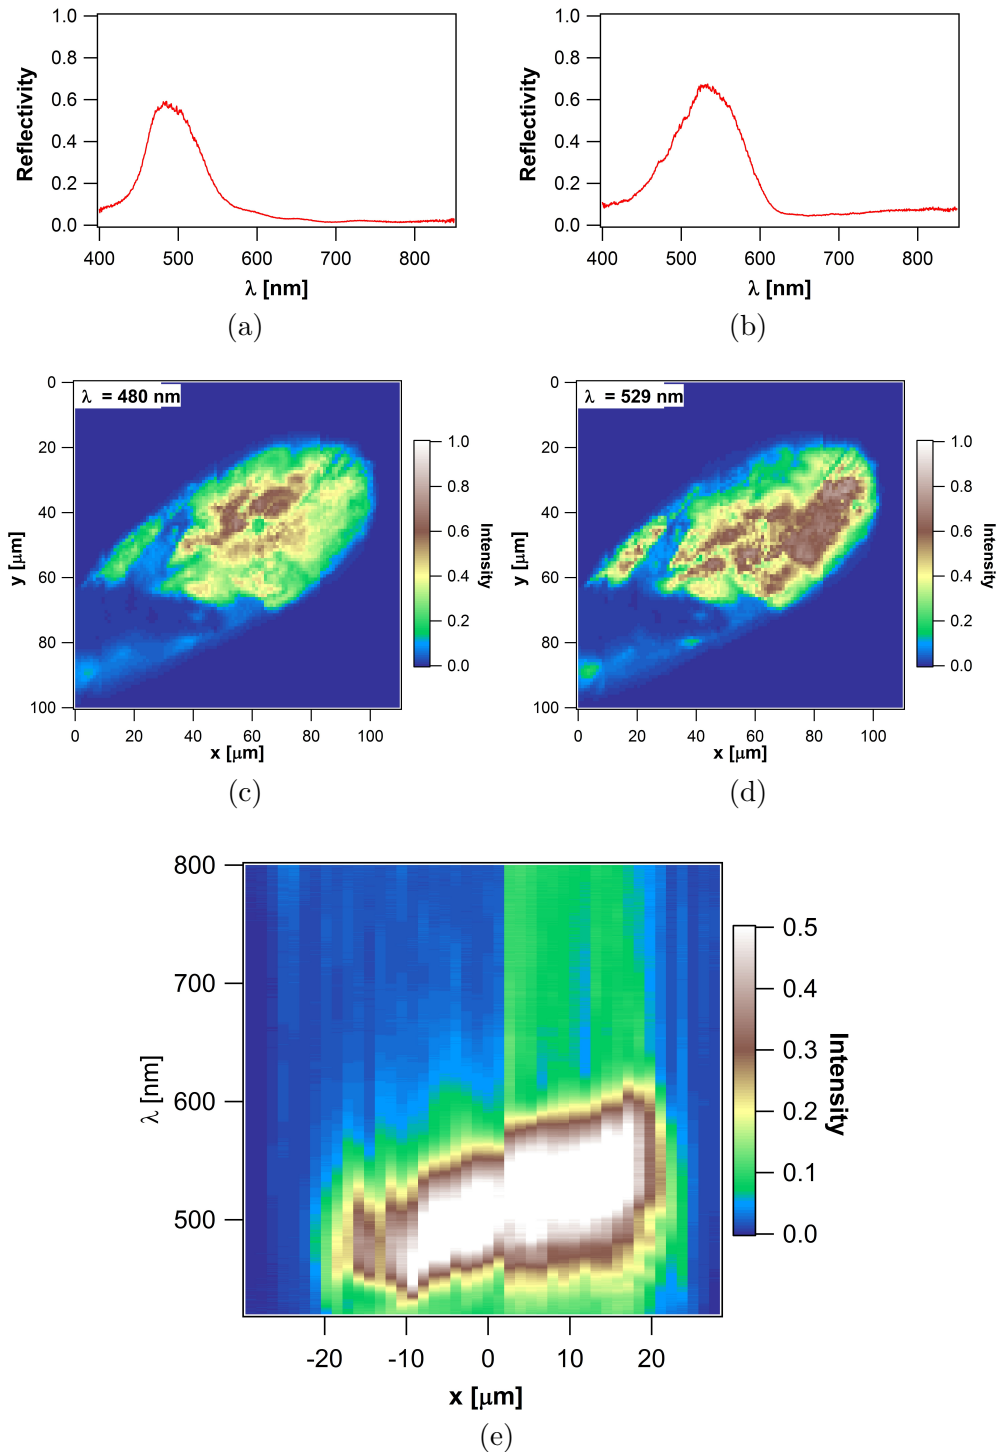 1.0
0.8
0.6
0.4
0.2
0.0
Reflectivity
400 500 600 700 800
λ [nm]
(a)
1.0
0.8
0.6
0.4
0.2
0.0
Reflectivity
400 500 600 700 800
λ [nm]
(b)
λ = 480 nm
0
20
40
60
80
100
y [μm]
0 20 40 60 80 100
x [μm]
1.0
0.8
0.6
0.4
0.2
0.0
Intensity
(c)
λ = 529 nm
0
20
40
60
80
100
y [μm]
0 20 40 60 80 100
x [μm]
1.0
0.8
0.6
0.4
0.2
0.0
Intensity
(d)
800
700
600
500
λ [nm]
-20 -10 0 10 20
x [μm]
0.5
0.4
0.3
0.2
0.1
0.0
Intensity
(e)